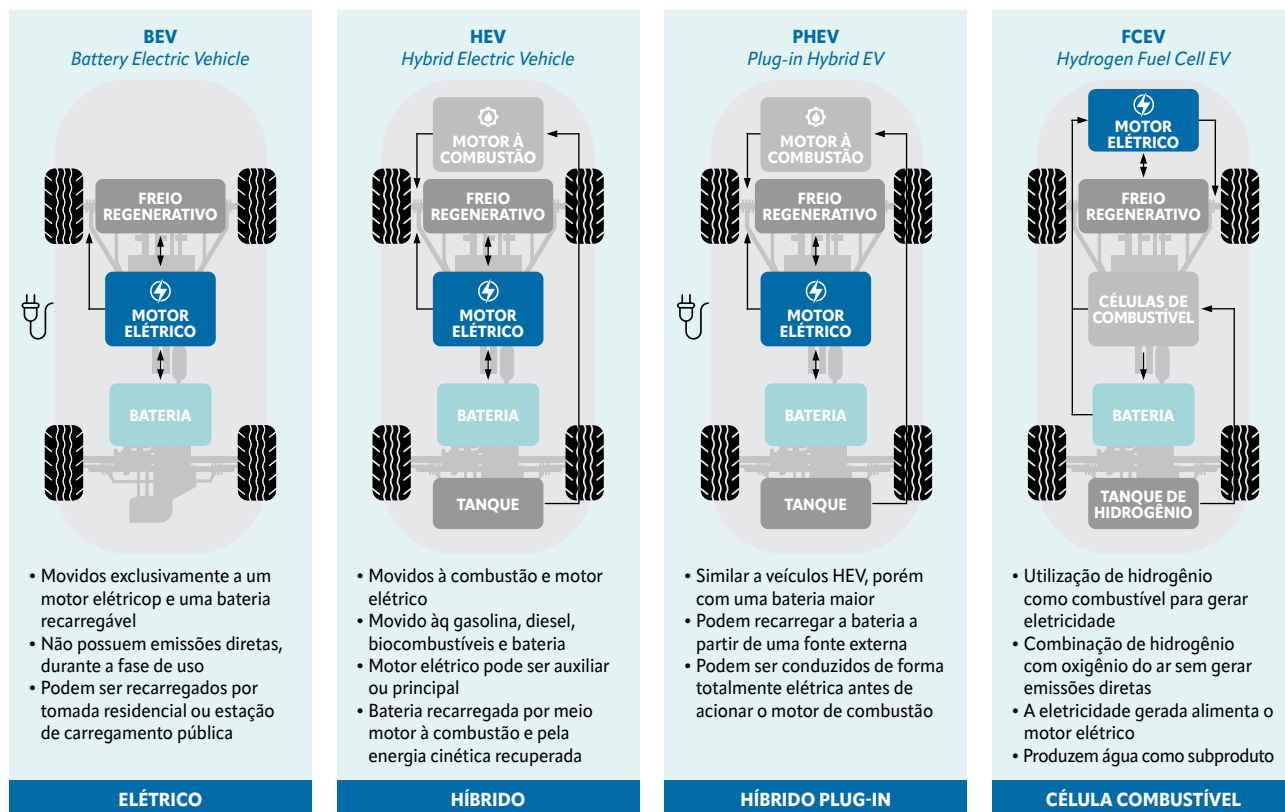 BEV
Battery Electric Vehicle
FREIO
REGENERATIVO
MOTOR
ELÉTRICO
BATERIA
• Movidos exclusivamente a um
motor elétricop e uma bateria
recarregável
• Não possuem emissões diretas,
durante a fase de uso
• Podem ser recarregados por
tomada residencial ou estação
de carregamento pública
ELÉTRICO
HEV
Hybrid Electric Vehicle
MOTOR À
COMBUSTÃO
FREIO
REGENERATIVO
MOTOR
ELÉTRICO
BATERIA
TANQUE
• Movidos à combustão e motor
elétrico
• Movido àq gasolina, diesel,
biocombustíveis e bateria
• Motor elétrico pode ser auxiliar
ou principal
• Bateria recarregada por meio
motor à combustão e pela
energia cinética recuperada
HÍBRIDO
PHEV
Plug-in Hybrid EV
MOTOR À
COMBUSTÃO
FREIO
REGENERATIVO
MOTOR
ELÉTRICO
BATERIA
TANQUE
• Similar a veículos HEV, porém
com uma bateria maior
• Podem recarregar a bateria a
partir de uma fonte externa
• Podem ser conduzidos de forma
totalmente elétrica antes de
acionar o motor de combustão
HÍBRIDO PLUG-IN
FCEV
Hydrogen Fuel Cell EV
MOTOR
ELÉTRICO
FREIO
REGENERATIVO
CÉLULAS DE
COMBUSTÍVEL
BATERIA
TANQUE DE
HIDROGÊNIO
• Utilização de hidrogênio
como combustível para gerar
eletricidade
• Combinação de hidrogênio
com oxigênio do ar sem gerar
emissões diretas
• A eletricidade gerada alimenta o
motor elétrico
• Produzem água como subproduto
CÉLULA COMBUSTÍVEL